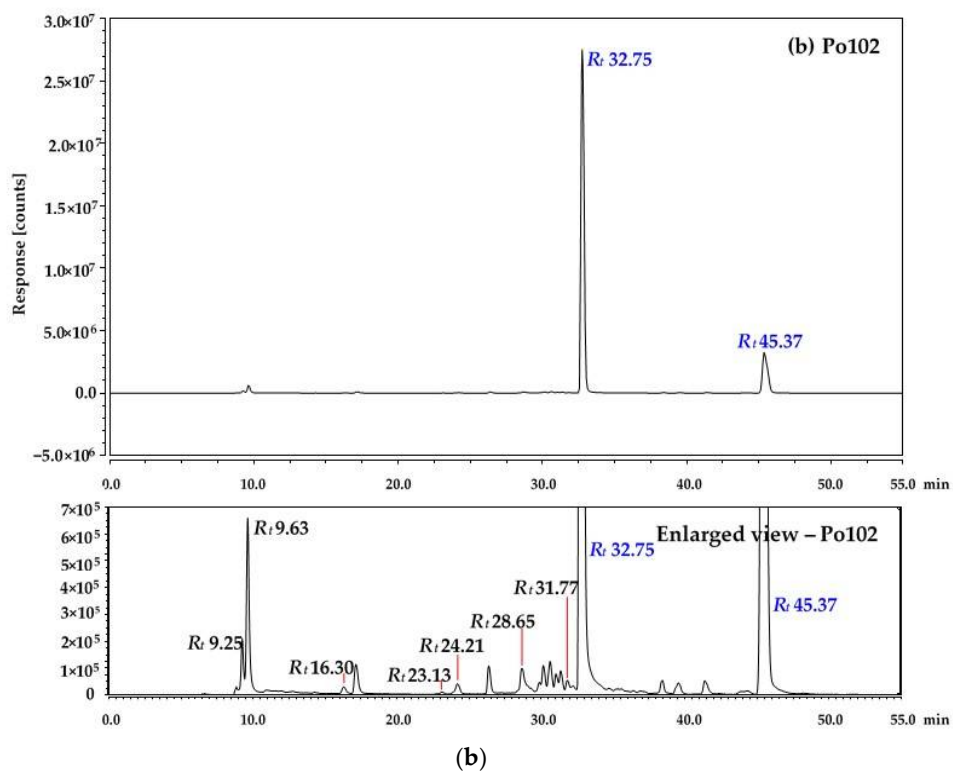 3.0×10⁷
(b) Po102
Rt 32.75
2.5×10⁷
2.0×10⁷
1.5×10⁷
1.0×10⁷
5.0×10⁶
Rt 45.37
0.0
−5.0×10⁶
Response [counts]
0.0 10.0 20.0 30.0 40.0 50.0 55.0 min
7×10⁵
Enlarged view – Po102
6×10⁵
Rt 9.63
Rt 32.75
5×10⁵
4×10⁵
Rt 31.77
3×10⁵
Rt 45.37
Rt 28.65
2×10⁵
Rt 9.25
Rt 24.21
1×10⁵
Rt 16.30
Rt 23.13
0
0.0 10.0 20.0 30.0 40.0 50.0 55.0 min
(b)